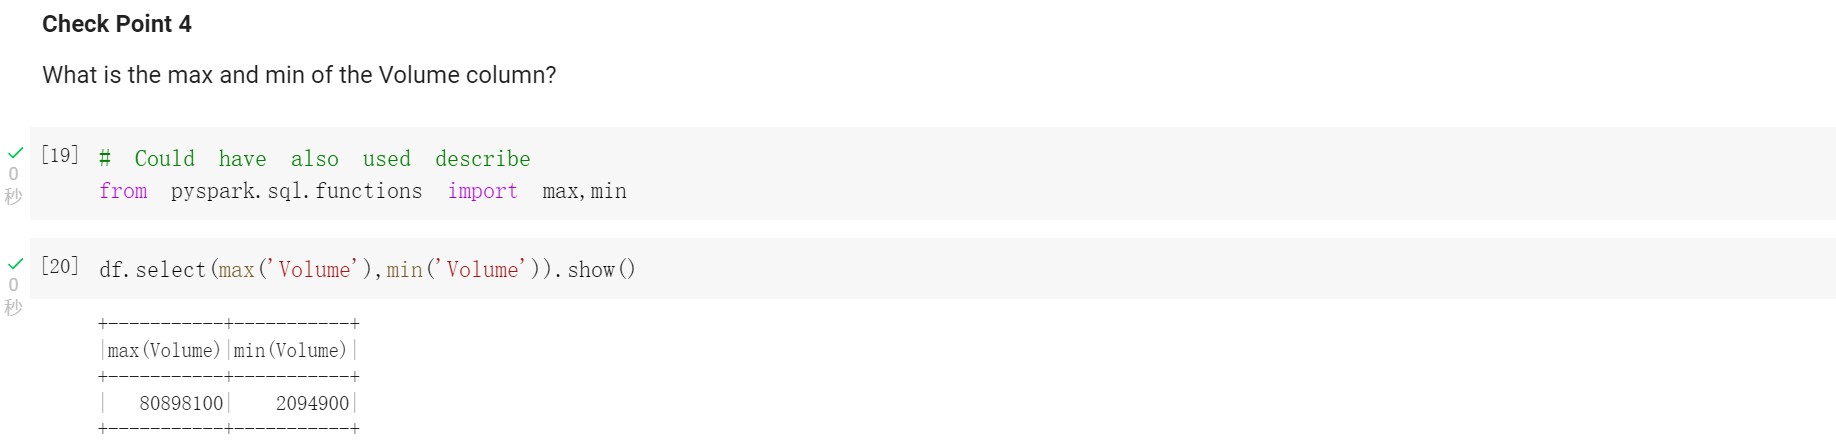 Check Point 4
What is the max and min of the Volume column?
[19] # Could have also used describe
0
秒
from pyspark.sql.functions import max,min
[20] df.select(max('Volume'),min('Volume')).show()
0
秒
+-----------+-----------+
|max(Volume)|min(Volume)|
+-----------+-----------+
|   80898100|    2094900|
+-----------+-----------+